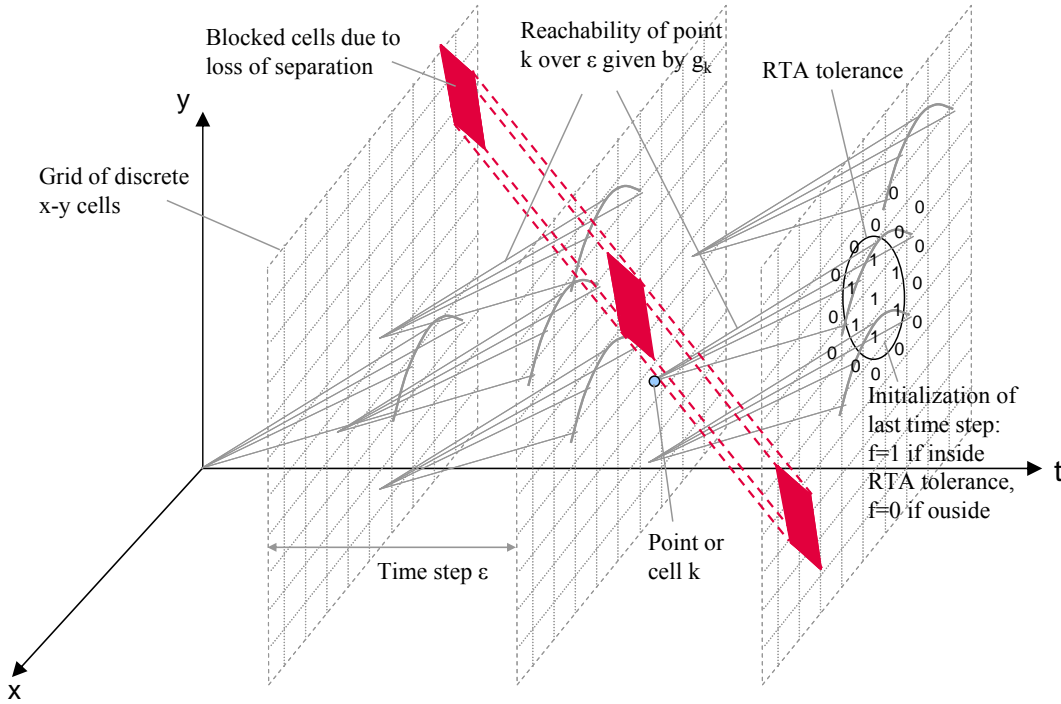 Blocked cells due to
loss of separation
Reachability of point
k over ε given by gk
RTA tolerance
y
Grid of discrete
x-y cells
0
0
0
0
0
0
0
1
1
0
1
1
0
1
1
1
0
1
1
0
0
1
0
0
0
Initialization of
last time step:
f=1 if inside
RTA tolerance,
f=0 if ouside
t
Point or
cell k
Time step ε
x